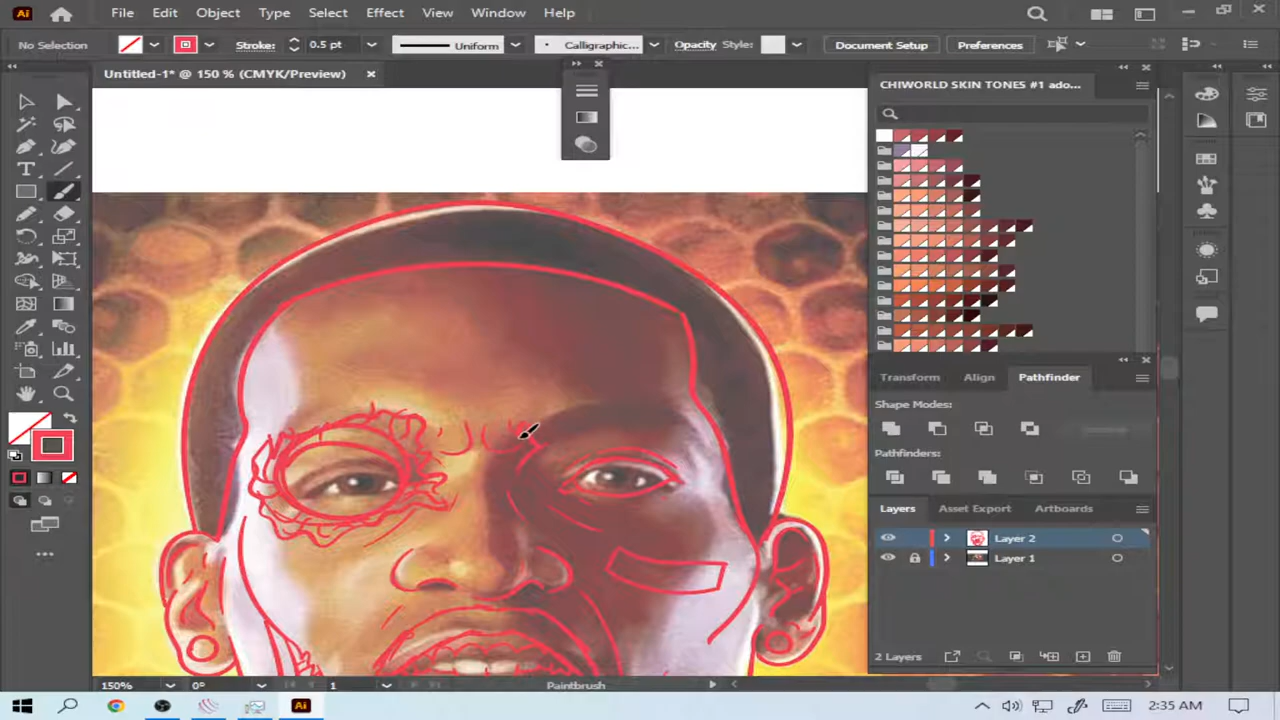 Ai File Edit Object Type Select Effect View Window Help
No Selection Stroke: 0.5 pt Uniform Calligraphic... Opacity Style: Document Setup Preferences
Untitled-1* @ 150 % (CMYK/Preview)
CHIWORLD SKIN TONES #1 ado...
Transform Align Pathfinder
Shape Modes:
Pathfinders:
Layers Asset Export Artboards
Layer 2
Layer 1
2 Layers
150% 0° 1 Paintbrush
Ai 2:35 AM